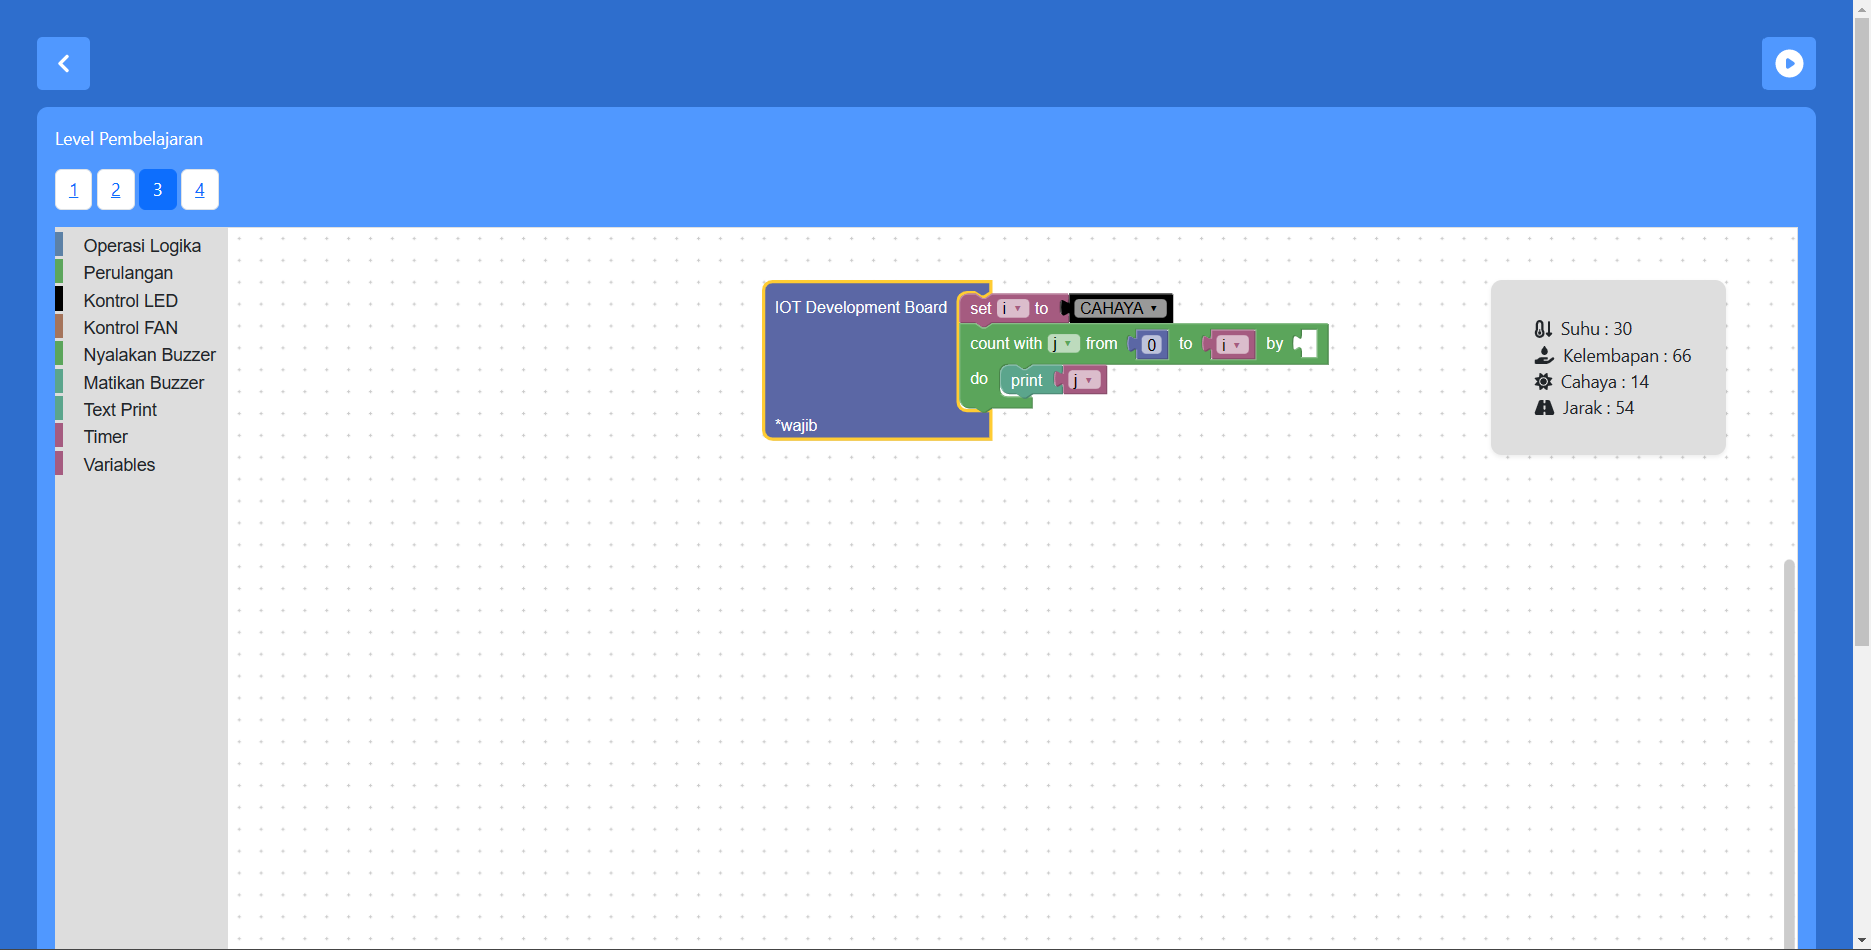 Level Pembelajaran
1 2 3 4
Operasi Logika
Perulangan
Kontrol LED
Kontrol FAN
Nyalakan Buzzer
Matikan Buzzer
Text Print
Timer
Variables
IOT Development Board
set i to CAHAYA
count with j from 0 to i by
do print j
*wajib
Suhu : 30
Kelembapan : 66
Cahaya : 14
Jarak : 54